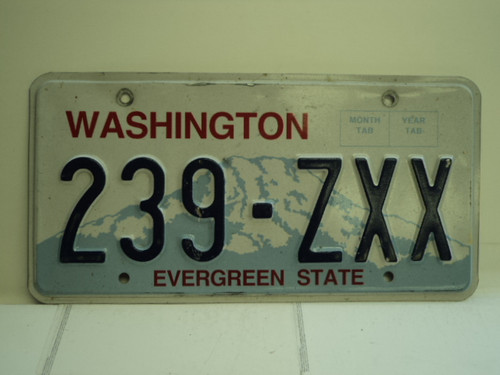 WASHINGTON
MONTH YEAR
TAB TAB
239-ZXX
EVERGREEN STATE